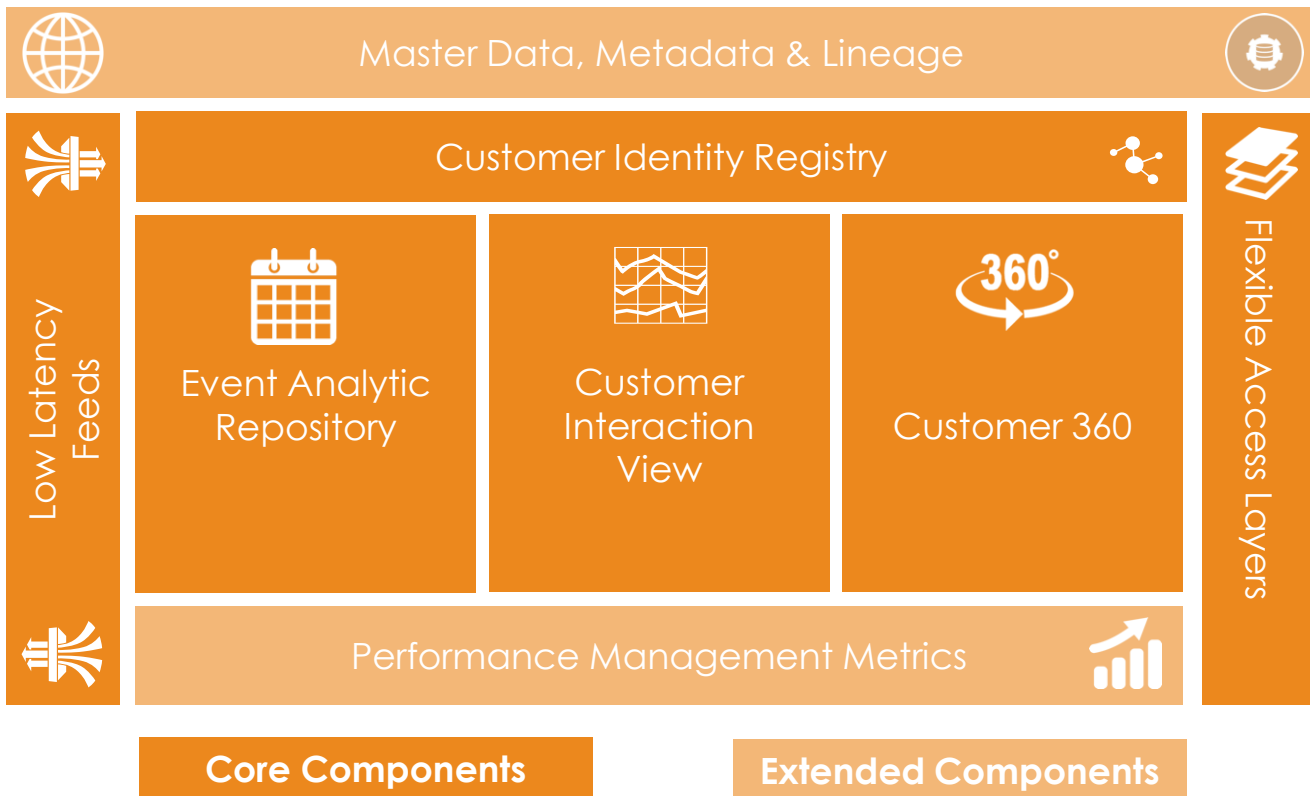 Master Data, Metadata & Lineage
Customer Identity Registry
Low Latency
Feeds
Event Analytic
Repository
Customer
Interaction
View
360°
Customer 360
Flexible Access Layers
Performance Management Metrics
Core Components
Extended Components